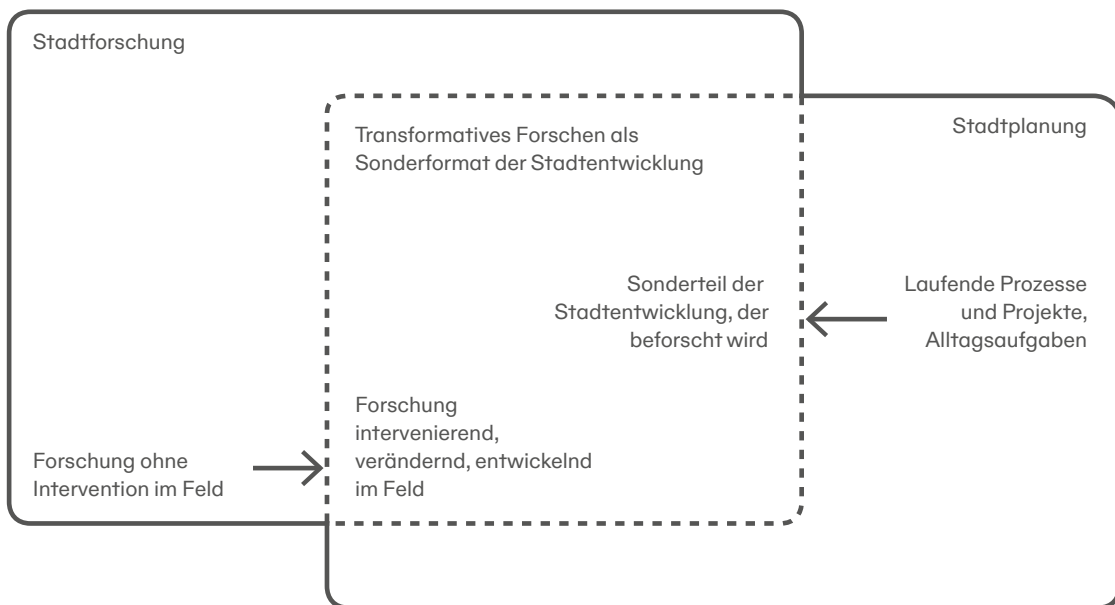 Stadtforschung
Stadtplanung
Transformatives Forschen als
Sonderformat der Stadtentwicklung
Sonderteil der
Stadtentwicklung, der
beforscht wird
Laufende Prozesse
und Projekte,
Alltagsaufgaben
Forschung
intervenierend,
verändernd, entwickelnd
im Feld
Forschung ohne
Intervention im Feld